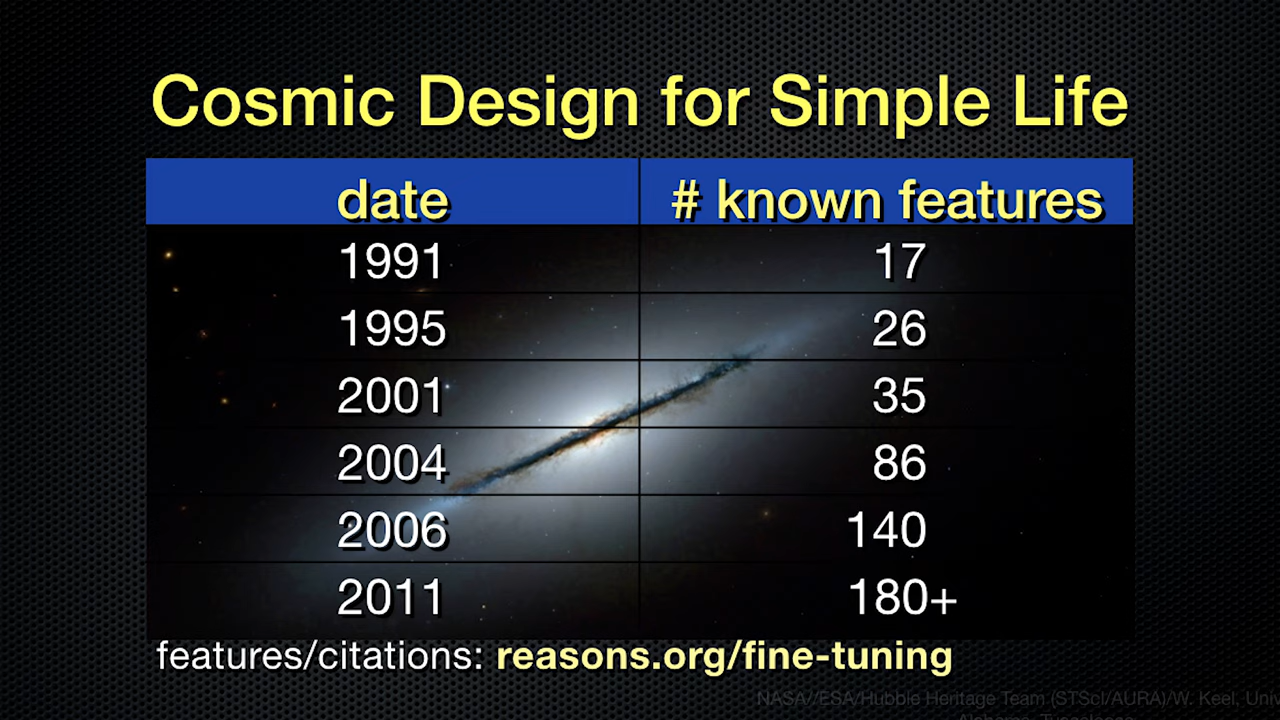 Cosmic Design for Simple Life
date # known features
1991 17
1995 26
2001 35
2004 86
2006 140
2011 180+
features/citations: reasons.org/fine-tuning
NASA//ESA/Hubble Heritage Team (STScI/AURA)/W. Keel, Uni